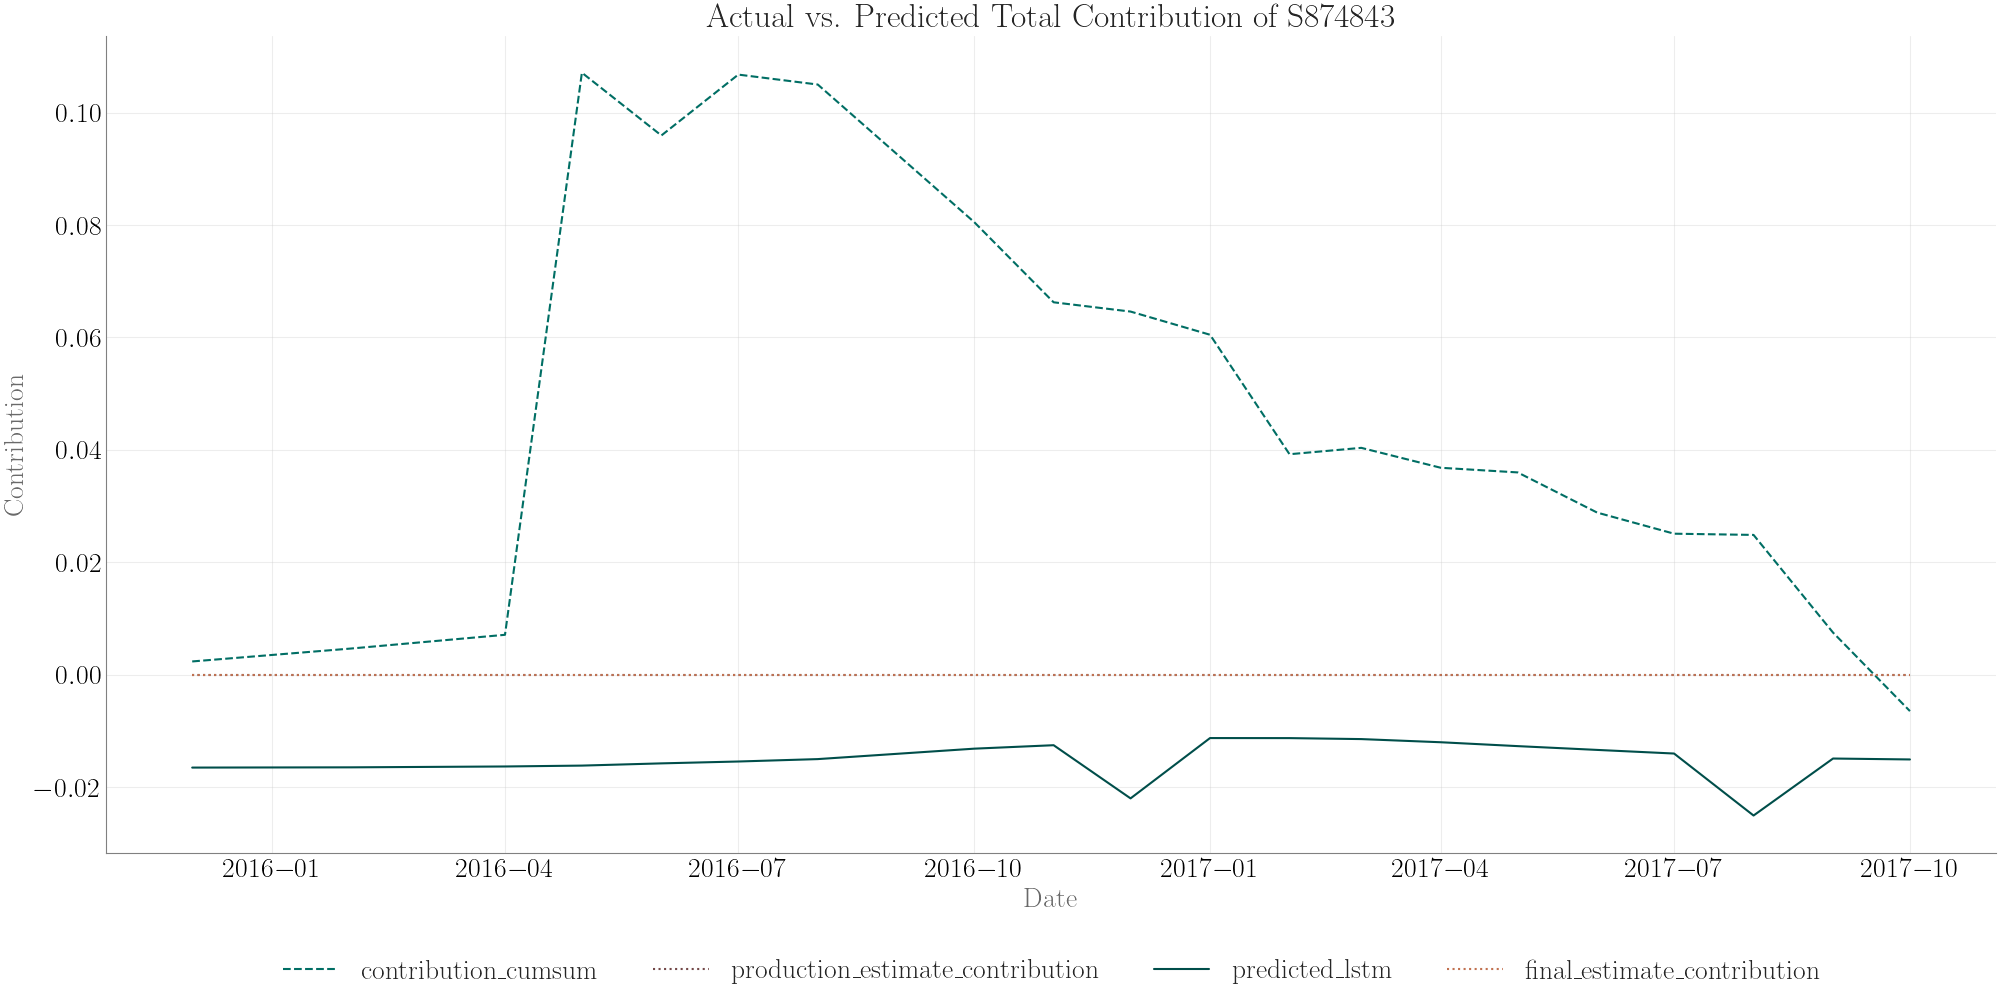 Actual vs. Predicted Total Contribution of S874843
Contribution
0.10
0.08
0.06
0.04
0.02
0.00
−0.02
2016−01 2016−04 2016−07 2016−10 2017−01 2017−04 2017−07 2017−10
Date
contribution_cumsum production_estimate_contribution predicted_lstm final_estimate_contribution